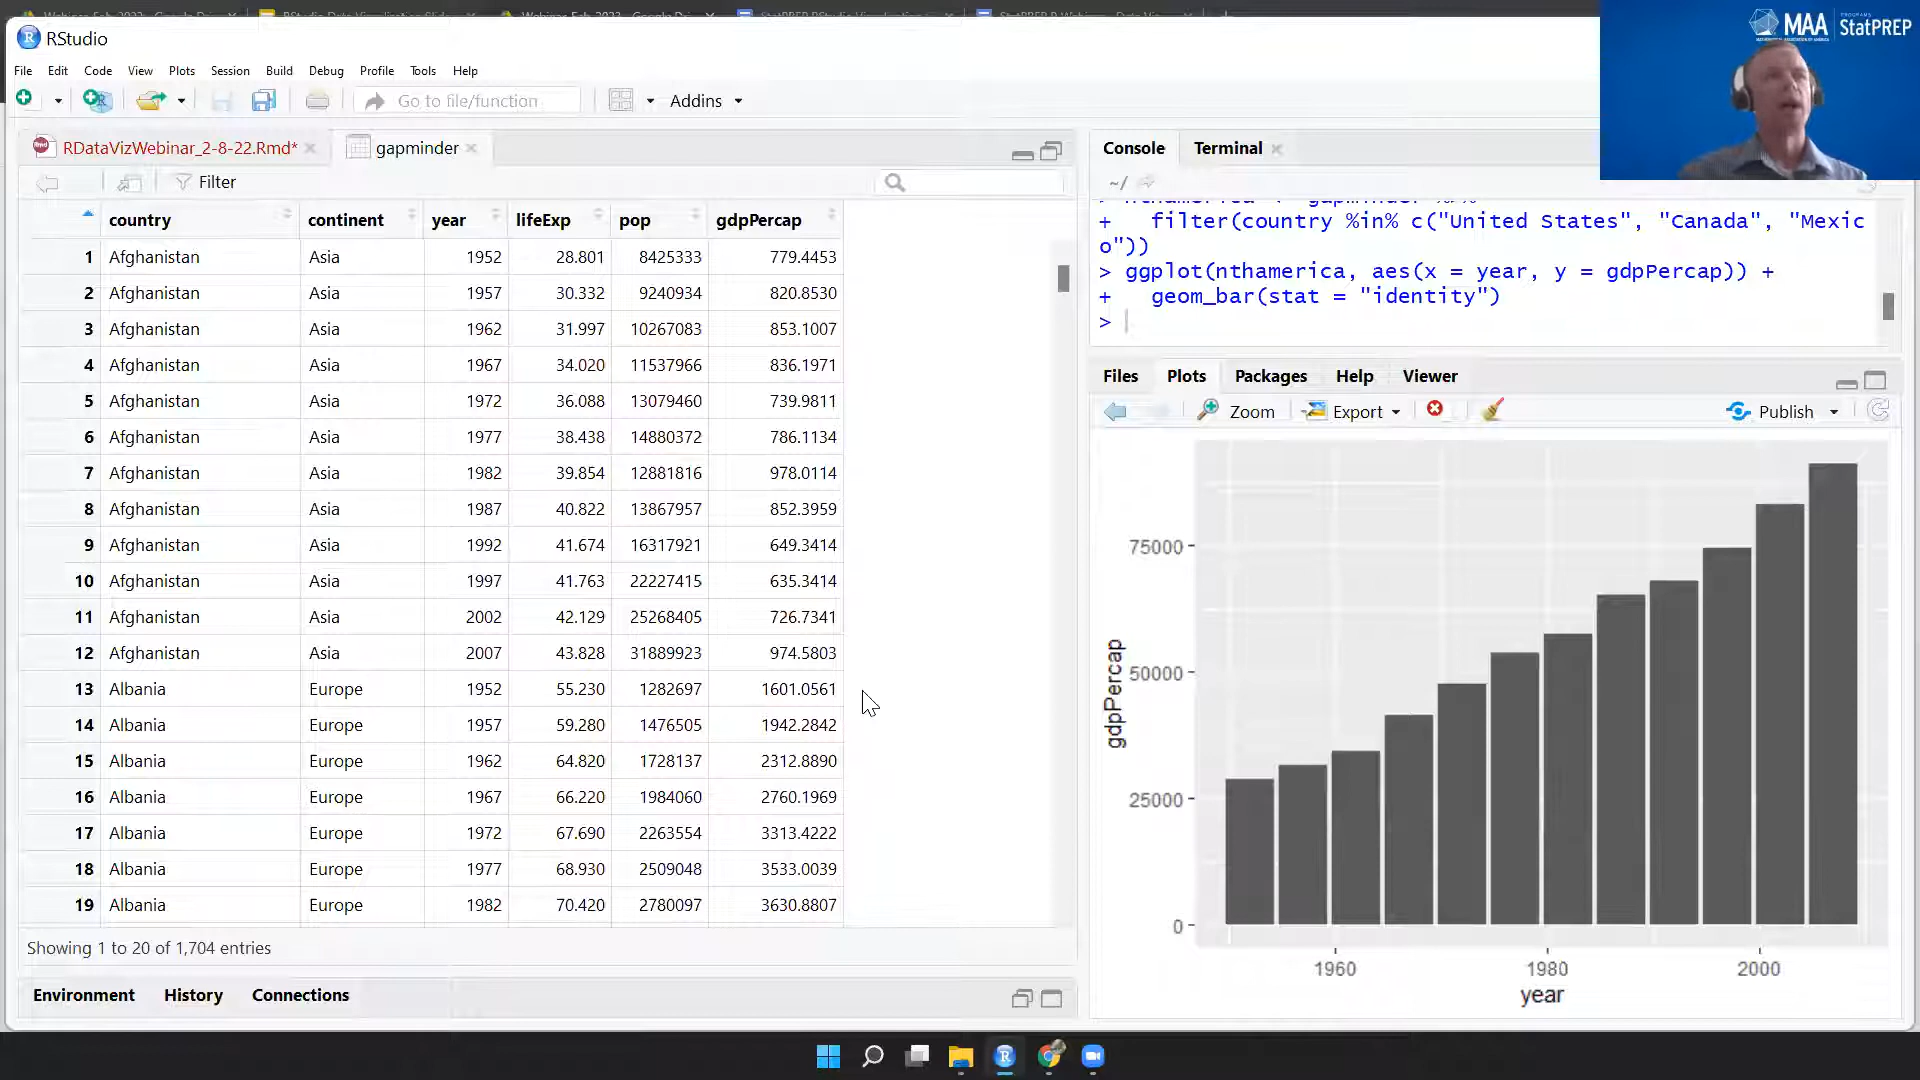 RStudio
MAA
PROGRAMS
StatPREP
File Edit Code View Plots Session Build Debug Profile Tools Help
Go to file/function
Addins
RDataVizWebinar_2-8-22.Rmd*
gapminder
Filter
country continent year lifeExp pop gdpPercap
1 Afghanistan Asia 1952 28.801 8425333 779.4453
2 Afghanistan Asia 1957 30.332 9240934 820.8530
3 Afghanistan Asia 1962 31.997 10267083 853.1007
4 Afghanistan Asia 1967 34.020 11537966 836.1971
5 Afghanistan Asia 1972 36.088 13079460 739.9811
6 Afghanistan Asia 1977 38.438 14880372 786.1134
7 Afghanistan Asia 1982 39.854 12881816 978.0114
8 Afghanistan Asia 1987 40.822 13867957 852.3959
9 Afghanistan Asia 1992 41.674 16317921 649.3414
10 Afghanistan Asia 1997 41.763 22227415 635.3414
11 Afghanistan Asia 2002 42.129 25268405 726.7341
12 Afghanistan Asia 2007 43.828 31889923 974.5803
13 Albania Europe 1952 55.230 1282697 1601.0561
14 Albania Europe 1957 59.280 1476505 1942.2842
15 Albania Europe 1962 64.820 1728137 2312.8890
16 Albania Europe 1967 66.220 1984060 2760.1969
17 Albania Europe 1972 67.690 2263554 3313.4222
18 Albania Europe 1977 68.930 2509048 3533.0039
19 Albania Europe 1982 70.420 2780097 3630.8807
Showing 1 to 20 of 1,704 entries
Environment History Connections
Console Terminal
~/
+ filter(country %in% c("United States", "Canada", "Mexic
o"))
> ggplot(nthamerica, aes(x = year, y = gdpPercap)) +
+ geom_bar(stat = "identity")
>
Files Plots Packages Help Viewer
Zoom Export Publish
gdpPercap
75000
50000
25000
0
1960 1980 2000
year